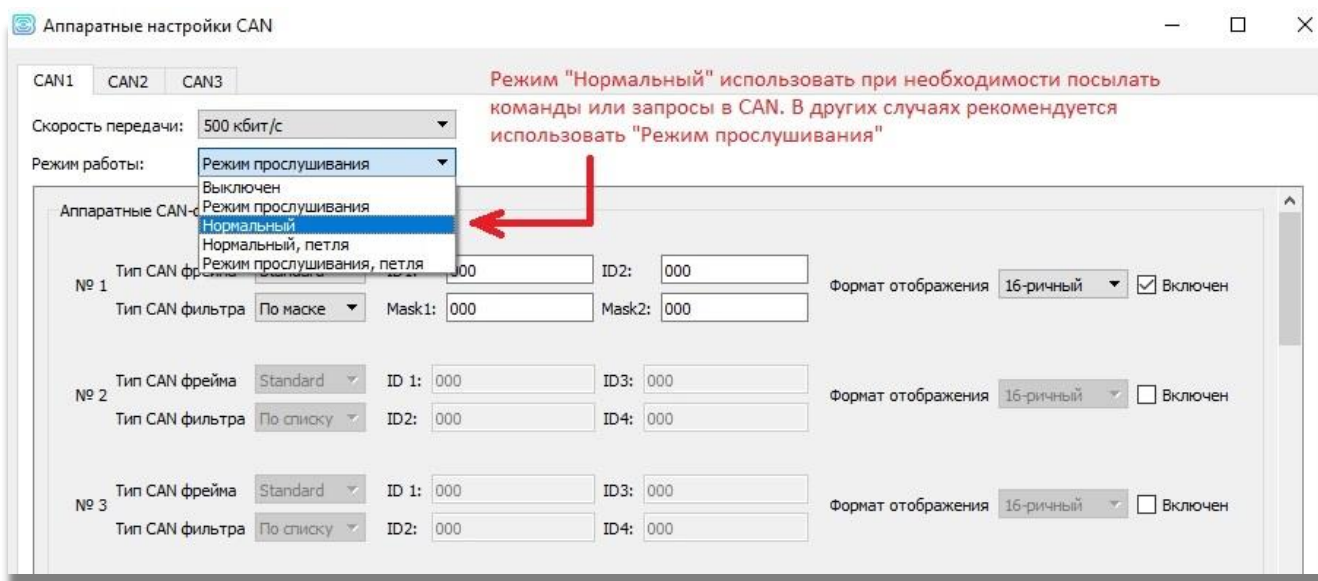 Аппаратные настройки CAN
CAN1 CAN2 CAN3
Режим "Нормальный" использовать при необходимости посылать
команды или запросы в CAN. В других случаях рекомендуется
использовать "Режим прослушивания"
Скорость передачи: 500 кбит/с
Режим работы: Режим прослушивания
Выключен
Режим прослушивания
Нормальный
Нормальный, петля
Режим прослушивания, петля
Аппаратные CAN-
№ 1
Тип CAN фрейма 000 ID2: 000
Тип CAN фильтра По маске Mask1: 000 Mask2: 000
Формат отображения 16-ричный Включен
№ 2
Тип CAN фрейма Standard ID 1: 000 ID3: 000
Тип CAN фильтра По списку ID2: 000 ID4: 000
Формат отображения 16-ричный Включен
№ 3
Тип CAN фрейма Standard ID 1: 000 ID3: 000
Тип CAN фильтра По списку ID2: 000 ID4: 000
Формат отображения 16-ричный Включен